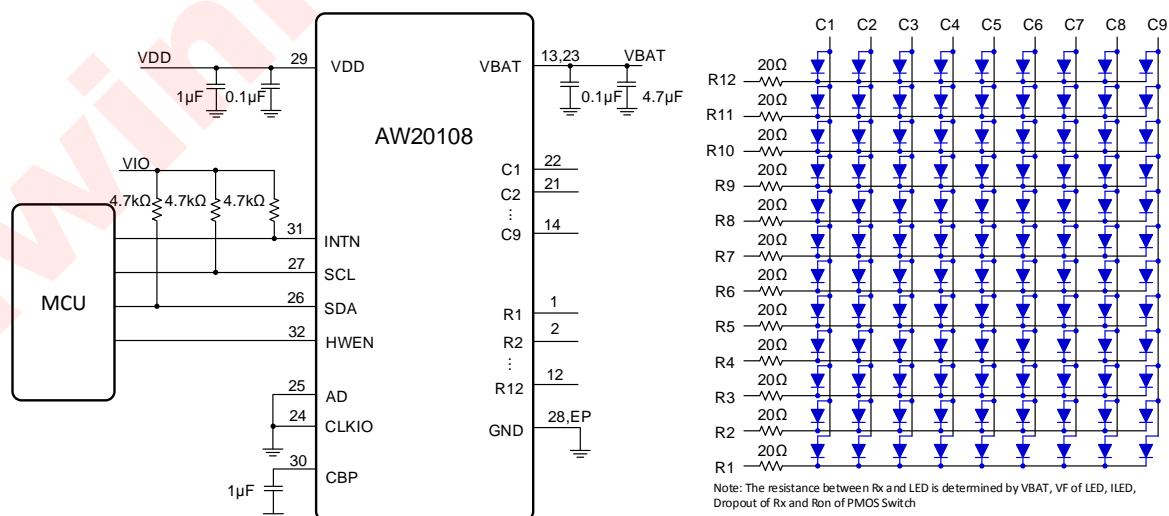 VDD
29
VDD
1µF
0.1µF
VBAT
13,23
VBAT
0.1µF
4.7µF
AW20108
VIO
4.7kΩ
4.7kΩ
4.7kΩ
MCU
31
INTN
27
SCL
26
SDA
32
HWEN
25
AD
24
CLKIO
30
CBP
1µF
C1
22
C2
21
⋮
C9
14
R1
1
R2
2
⋮
R12
12
GND
28,EP
C1 C2 C3 C4 C5 C6 C7 C8 C9
20Ω
R12
20Ω
R11
20Ω
R10
20Ω
R9
20Ω
R8
20Ω
R7
20Ω
R6
20Ω
R5
20Ω
R4
20Ω
R3
20Ω
R2
20Ω
R1
Note: The resistance between Rx and LED is determined by VBAT, VF of LED, ILED,
Dropout of Rx and Ron of PMOS Switch